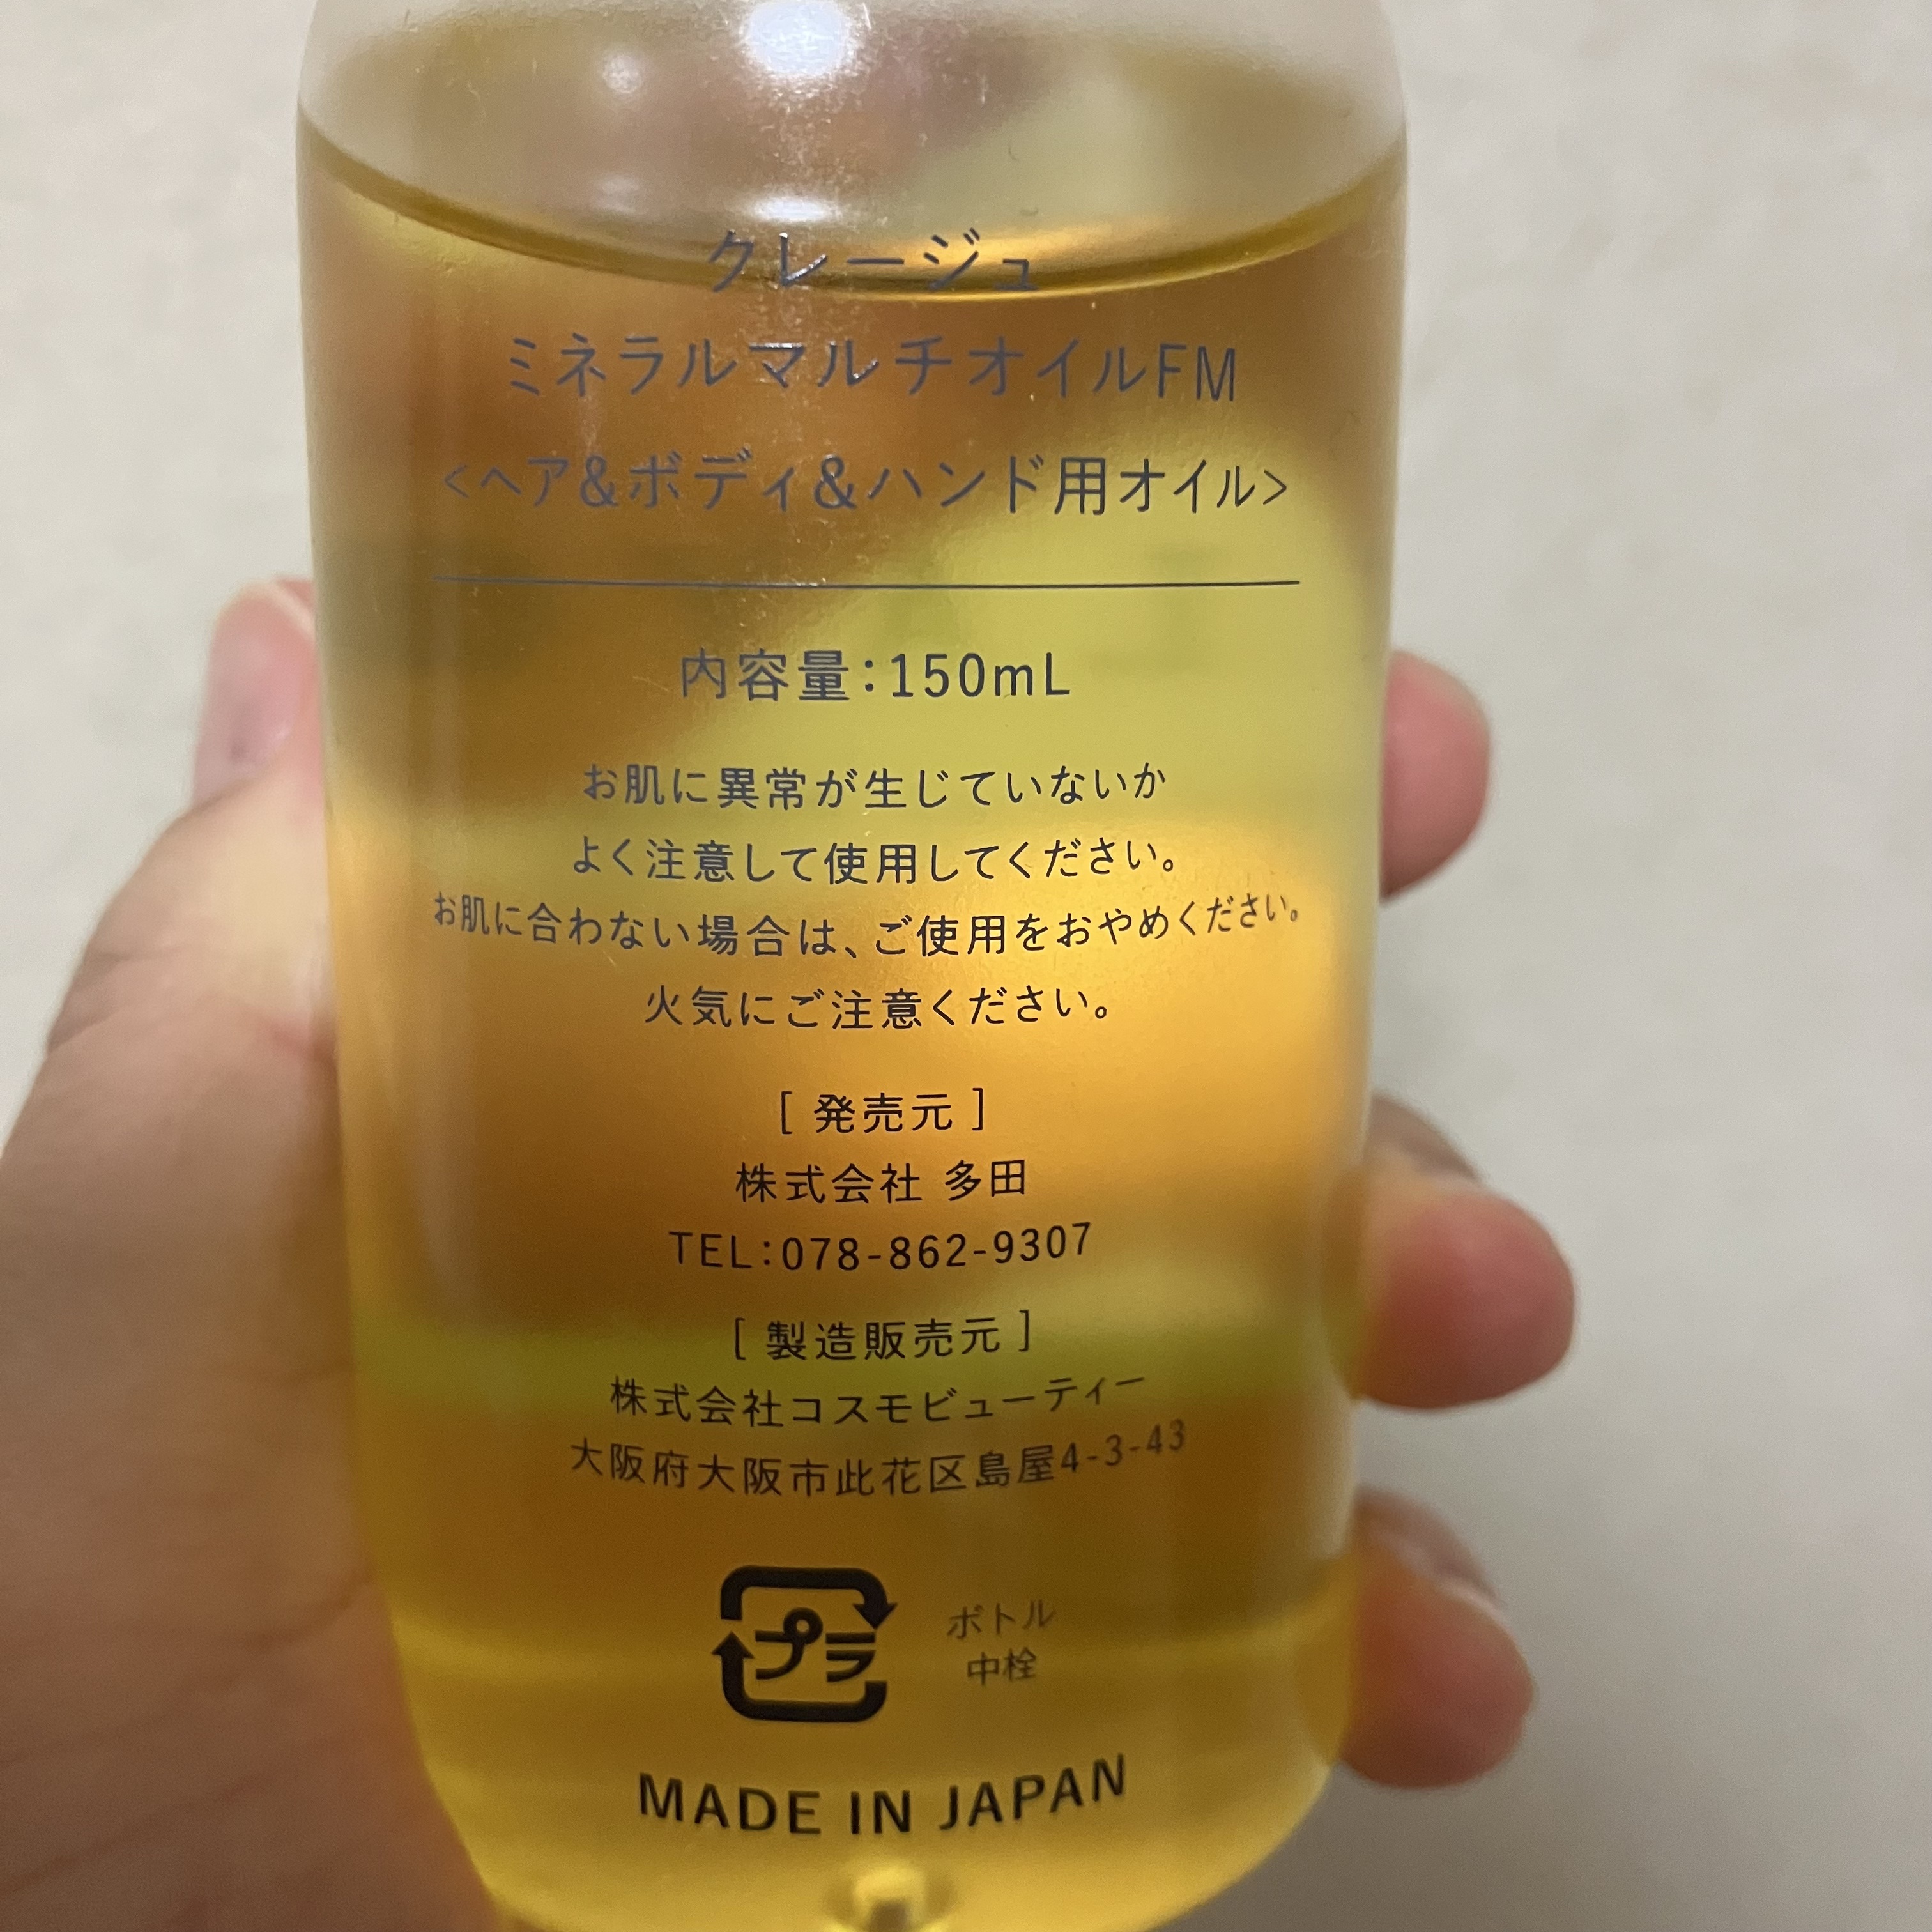 クレージュ
ミネラルマルチオイルFM
<ヘア&ボディ&ハンド用オイル>
内容量:150mL
お肌に異常が生じていないか
よく注意して使用してください。
お肌に合わない場合は、ご使用をおやめください。
火気にご注意ください。
[ 発売元 ]
株式会社 多田
TEL:078-862-9307
[ 製造販売元 ]
株式会社コスモビューティー
大阪府大阪市此花区島屋4-3-43
プラ
ボトル
中栓
MADE IN JAPAN